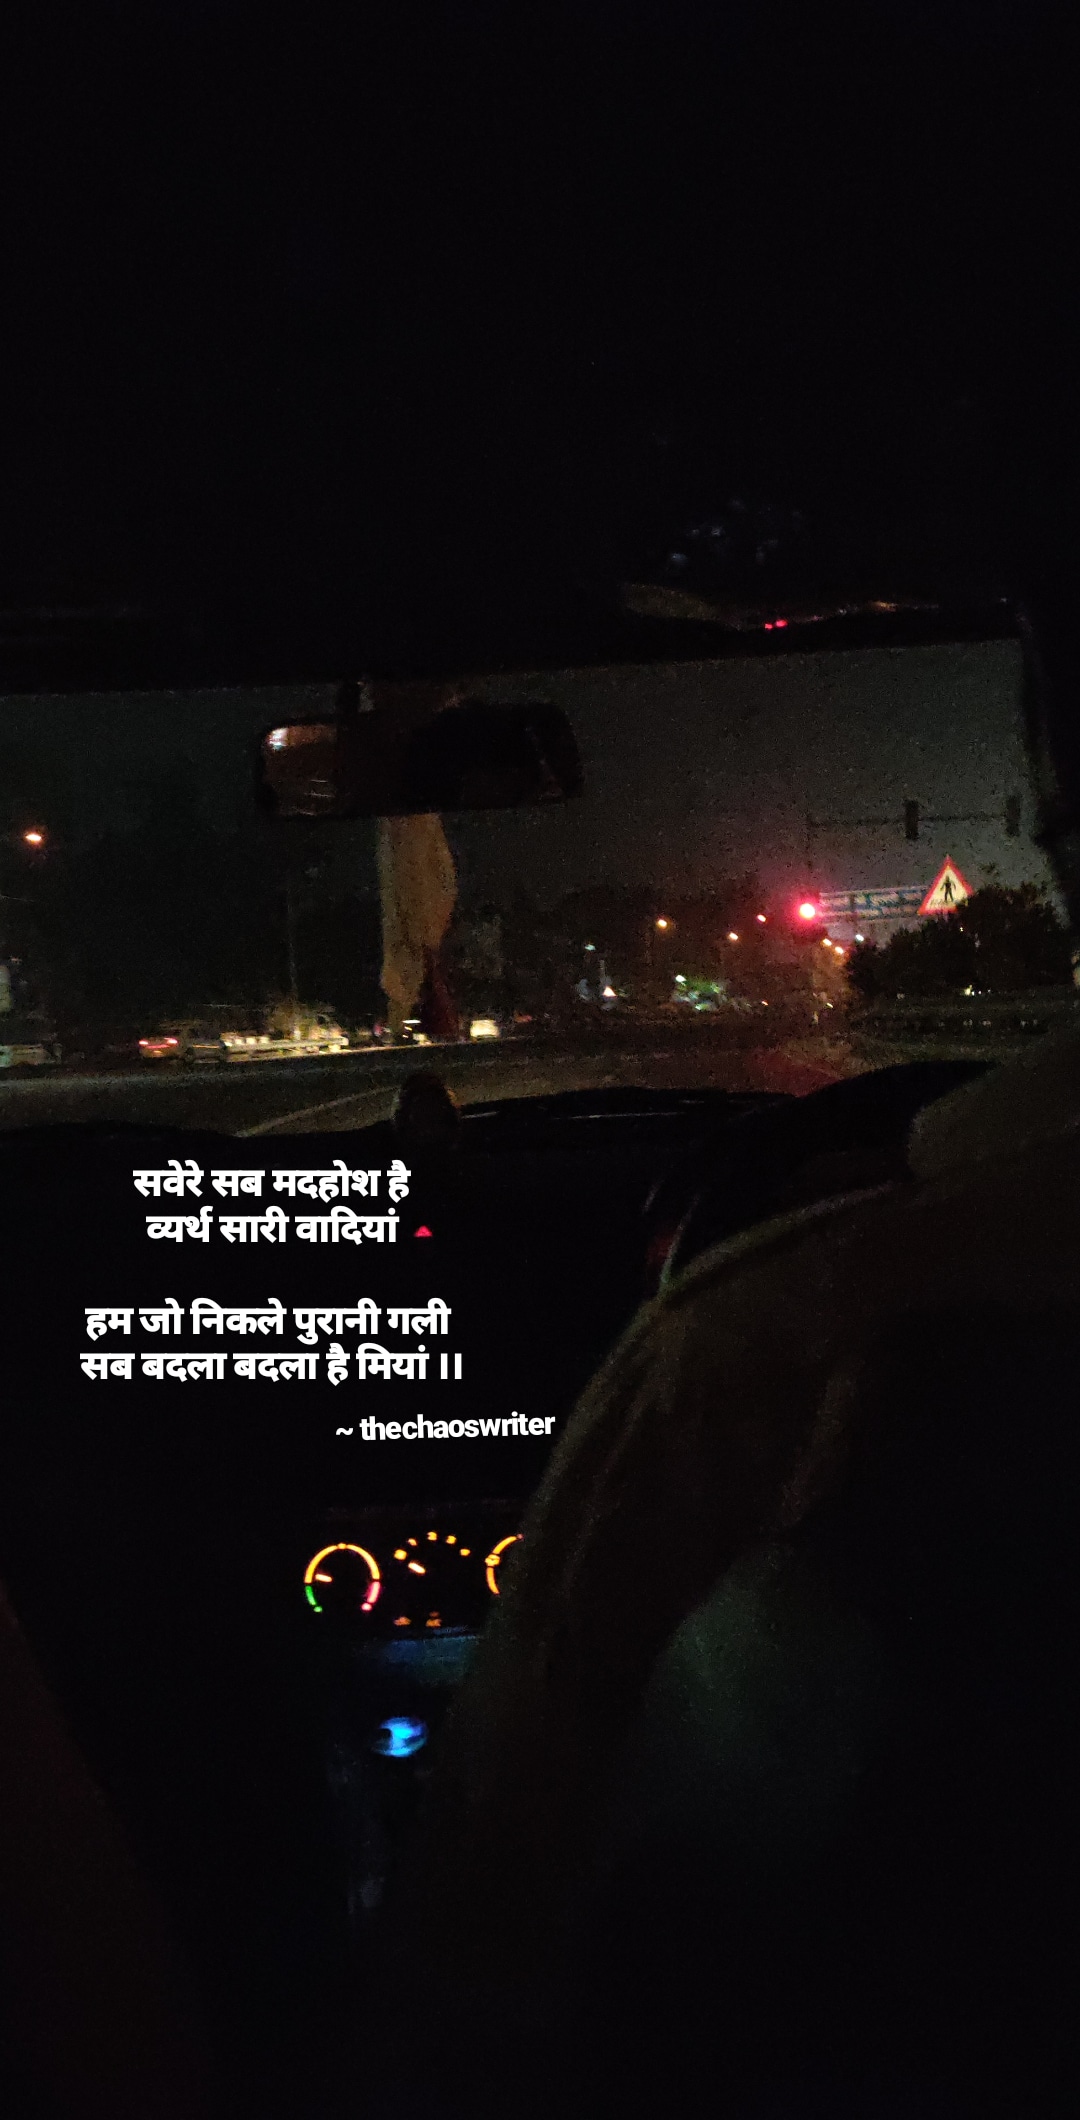 सवेरे सब मदहोश है
व्यर्थ सारी वादियां
हम जो निकले पुरानी गली
सब बदला बदला है मियां ।।
~ thechaoswriter